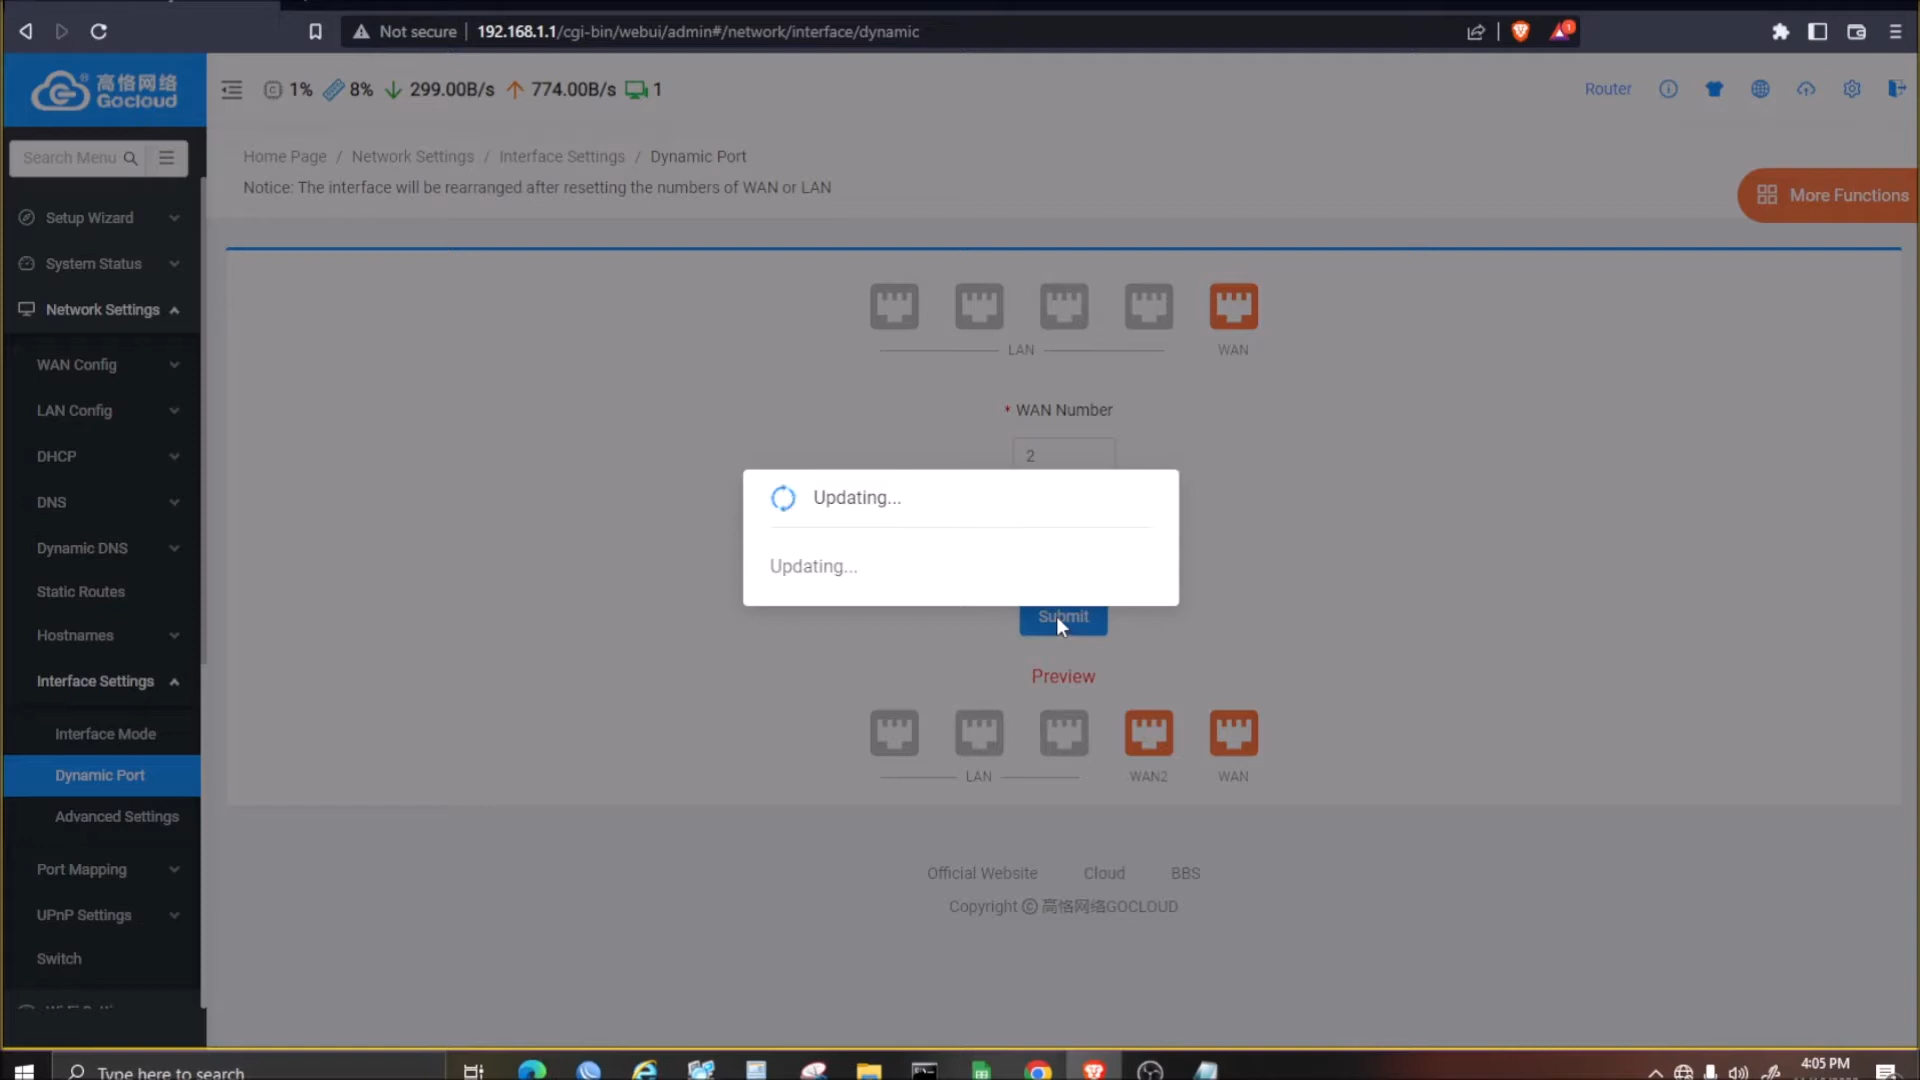 Not secure
192.168.1.1/cgi-bin/webui/admin#/network/interface/dynamic
1
高恪网络
Gocloud
®
1% 8% 299.00B/s 774.00B/s 1
Router
Search Menu
Home Page / Network Settings / Interface Settings / Dynamic Port
Notice: The interface will be rearranged after resetting the numbers of WAN or LAN
More Functions
Setup Wizard
System Status
Network Settings
WAN Config
LAN Config
DHCP
DNS
Dynamic DNS
Static Routes
Hostnames
Interface Settings
Interface Mode
Dynamic Port
Advanced Settings
Port Mapping
UPnP Settings
Switch
LAN WAN
* WAN Number
2
Updating...
Updating...
Submit
Preview
LAN WAN2 WAN
Official Website Cloud BBS
Copyright © 高恪网络GOCLOUD
Type here to search
4:05 PM